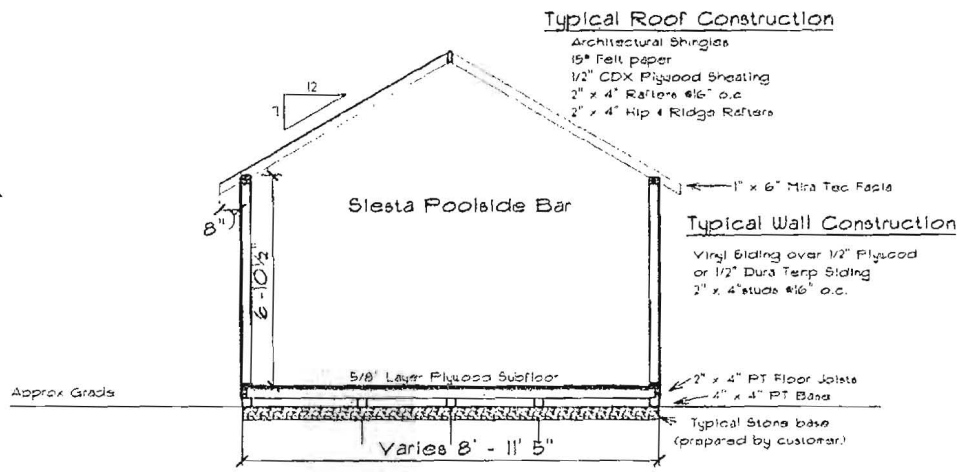 Typical Roof Construction
Architectural Shingles
15# Felt paper
1/2" CDX Plywood Sheating
2" x 4" Rafters @16" o.c
2" x 4" Hip & Ridge Rafters
12
7
1" x 6" Mira Tec Facia
Siesta Poolside Bar
8"
6'-10½"
Typical Wall Construction
Vinyl Siding over 1/2" Plywood
or 1/2" Dura Temp Siding
2" x 4"studs @16" o.c.
5/8" Layer Plywood Subfloor
2" x 4" PT Floor Joists
Approx Grade
4" x 4" PT Base
Typical Stone base
(prepared by customer.)
Varies 8' - 11' 5"